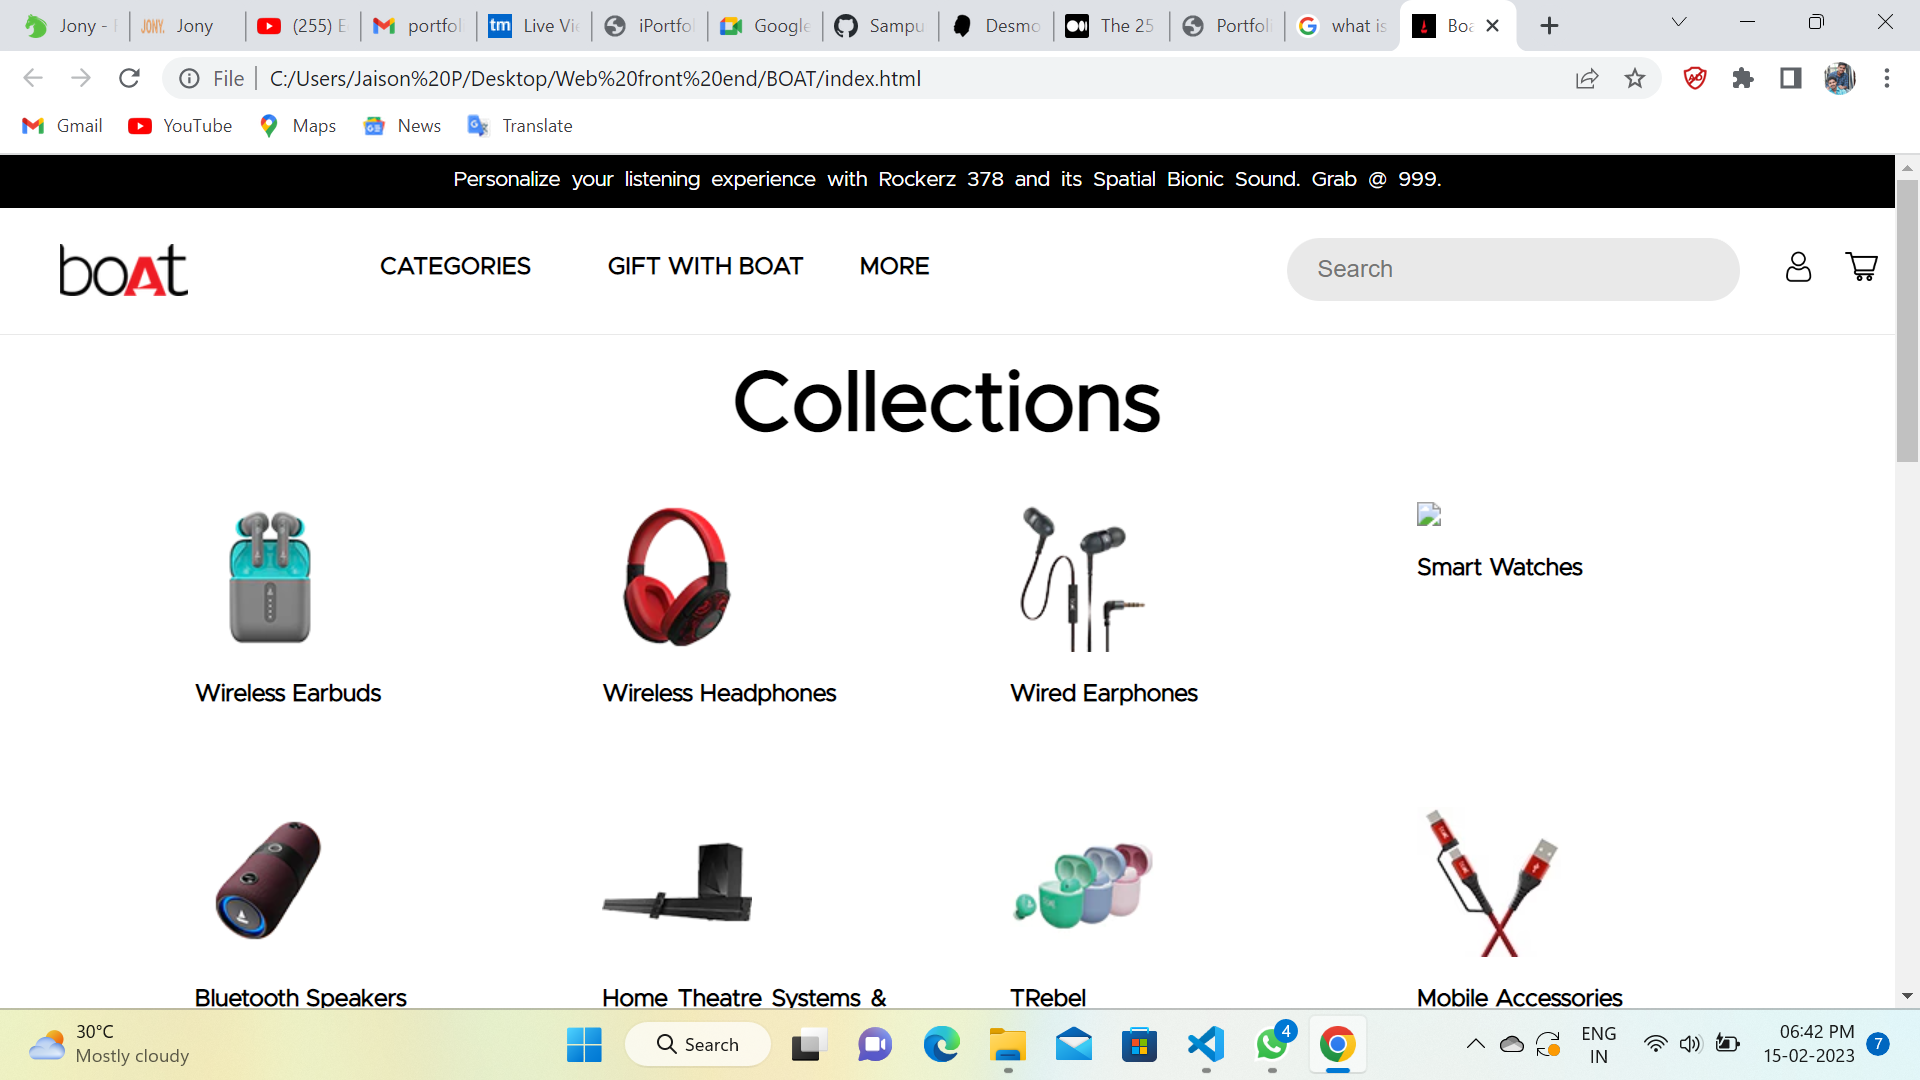 Jony -
Jony
(255) E
portfol
Live Vi
iPortfo
Google
Sampu
Desmo
The 25
Portfoli
what is
Boa
File
C:/Users/Jaison%20P/Desktop/Web%20front%20end/BOAT/index.html
Gmail
YouTube
Maps
News
Translate
Personalize your listening experience with Rockerz 378 and its Spatial Bionic Sound. Grab @ 999.
boAt
CATEGORIES
GIFT WITH BOAT
MORE
Search
Collections
Smart Watches
Wireless Earbuds
Wireless Headphones
Wired Earphones
Bluetooth Speakers
Home Theatre Systems &
TRebel
Mobile Accessories
30°C
Mostly cloudy
Search
4
ENG
IN
06:42 PM
15-02-2023
7